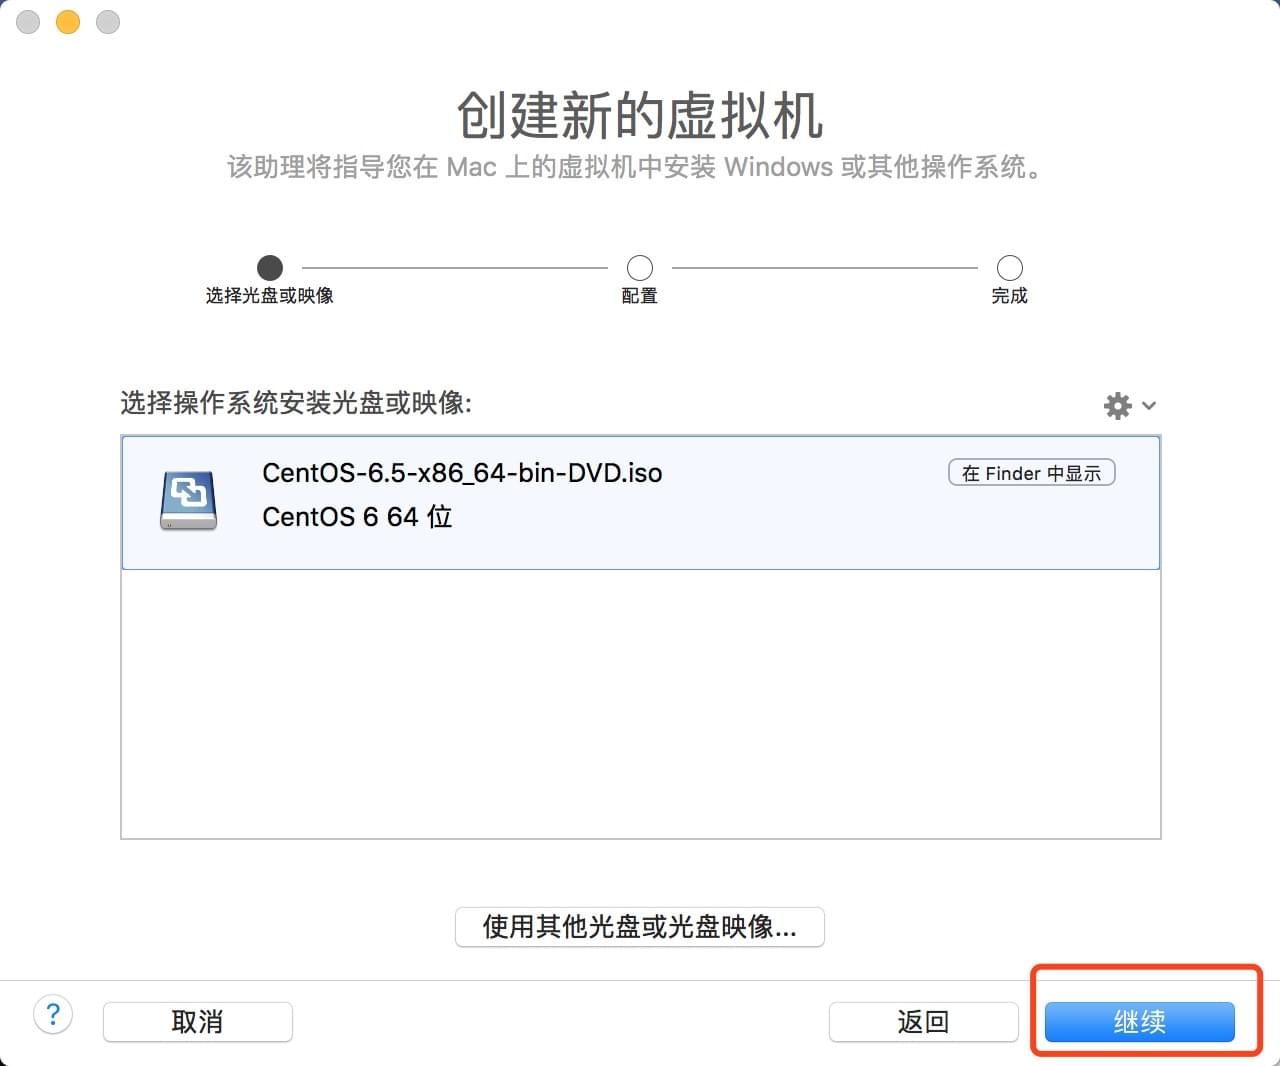 创建新的虚拟机
该助理将指导您在 Mac 上的虚拟机中安装 Windows 或其他操作系统。
选择光盘或映像
配置
完成
选择操作系统安装光盘或映像:
CentOS-6.5-x86_64-bin-DVD.iso
在 Finder 中显示
CentOS 6 64 位
使用其他光盘或光盘映像...
?
取消
返回
继续